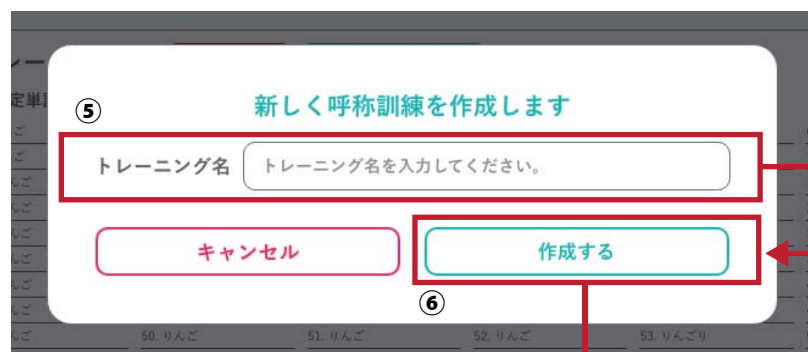 定単
⑤
新しく呼称訓練を作成します
トレーニング名
トレーニング名を入力してください。
キャンセル
作成する
⑥
50. りんご
51. りんご
52. りんご
53. りんごり